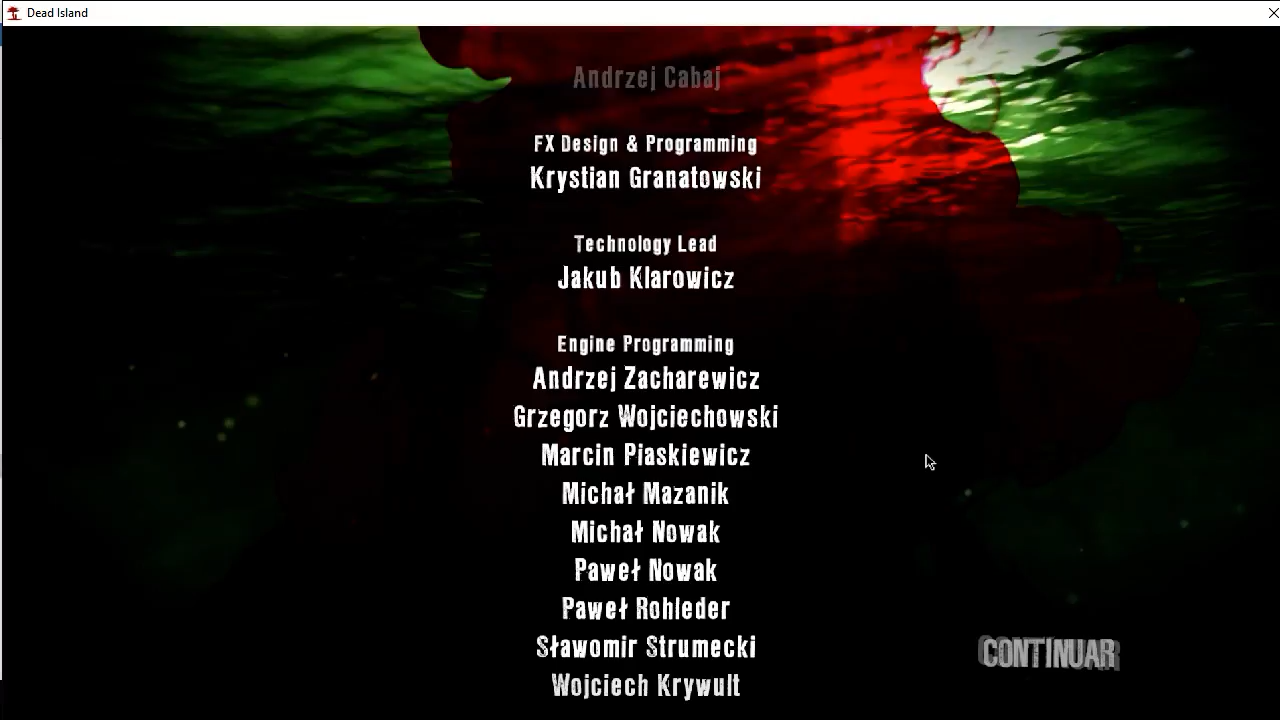 Dead Island
Andrzej Cabaj
FX Design & Programming
Krystian Granatowski
Technology Lead
Jakub Klarowicz
Engine Programming
Andrzej Zacharewicz
Grzegorz Wojciechowski
Marcin Piaskiewicz
Michał Mazanik
Michał Nowak
Paweł Nowak
Paweł Rohleder
Sławomir Strumecki
CONTINUAR
Wojciech Krywult